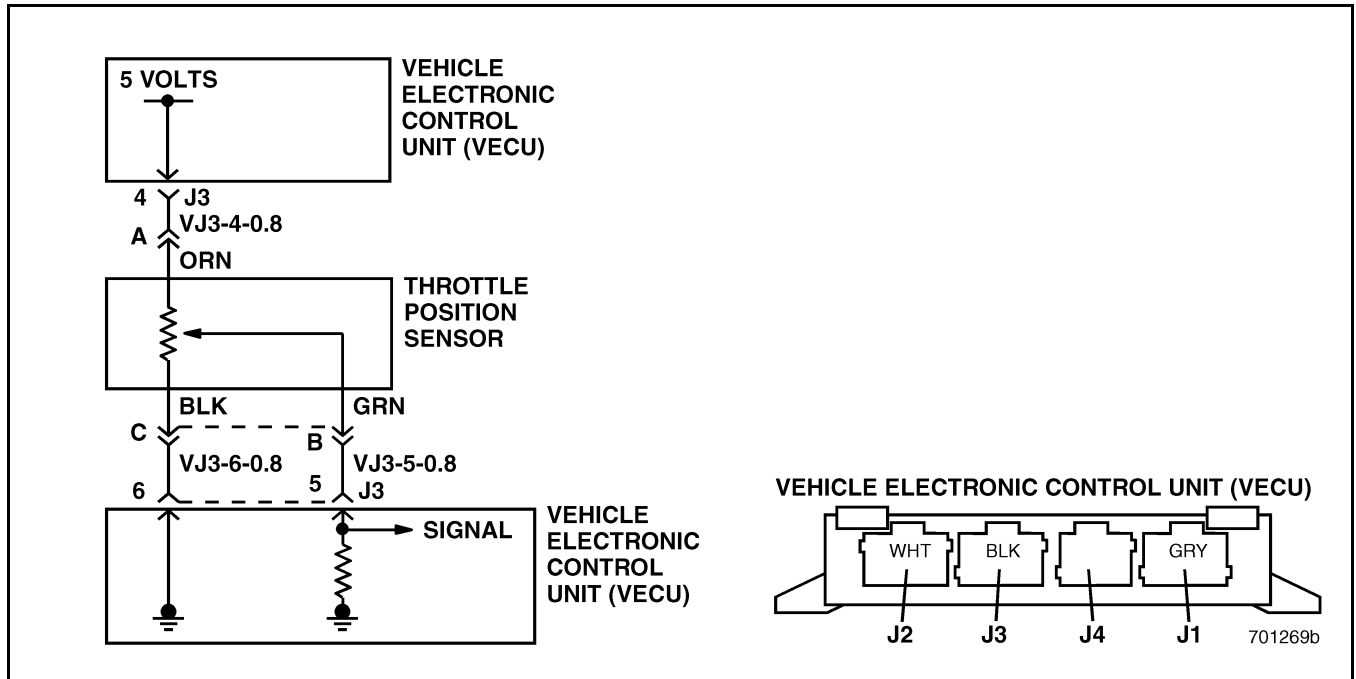 5 VOLTS
VEHICLE
ELECTRONIC
CONTROL
UNIT (VECU)
4 J3
VJ3-4-0.8
A
ORN
THROTTLE
POSITION
SENSOR
BLK GRN
C B
VJ3-6-0.8 VJ3-5-0.8
6 5 J3
SIGNAL
VEHICLE
ELECTRONIC
CONTROL
UNIT (VECU)
VEHICLE ELECTRONIC CONTROL UNIT (VECU)
WHT BLK GRY
J2 J3 J4 J1
701269b